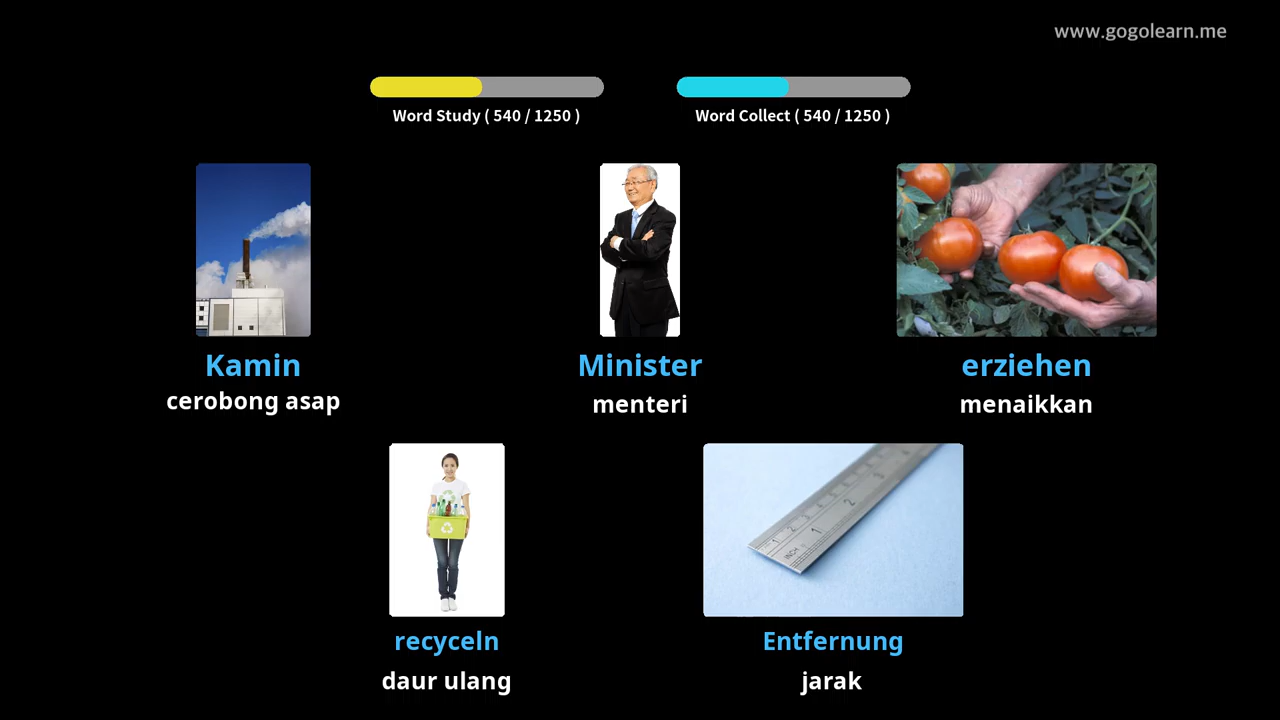 www.gogolearn.me
Word Study ( 540 / 1250 )
Word Collect ( 540 / 1250 )
Kamin
cerobong asap
Minister
menteri
erziehen
menaikkan
recyceln
daur ulang
Entfernung
jarak